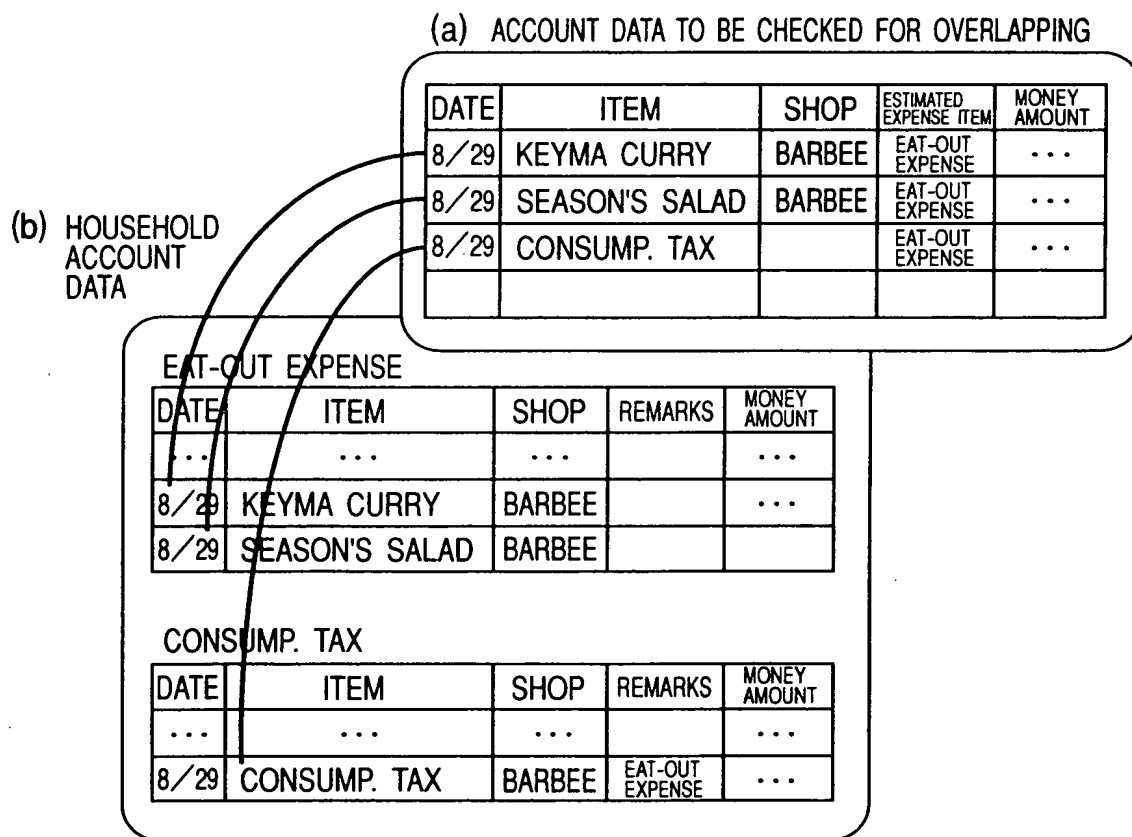 (a) ACCOUNT DATA TO BE CHECKED FOR OVERLAPPING
DATE ITEM SHOP ESTIMATED EXPENSE ITEM MONEY AMOUNT
8/29 KEYMA CURRY BARBEE EAT-OUT EXPENSE ...
8/29 SEASON'S SALAD BARBEE EAT-OUT EXPENSE ...
8/29 CONSUMP. TAX EAT-OUT EXPENSE ...
(b) HOUSEHOLD
ACCOUNT
DATA
EAT-OUT EXPENSE
DATE ITEM SHOP REMARKS MONEY AMOUNT
... ... ... ...
8/29 KEYMA CURRY BARBEE ...
8/29 SEASON'S SALAD BARBEE
CONSUMP. TAX
DATE ITEM SHOP REMARKS MONEY AMOUNT
... ... ... ...
8/29 CONSUMP. TAX BARBEE EAT-OUT EXPENSE ...